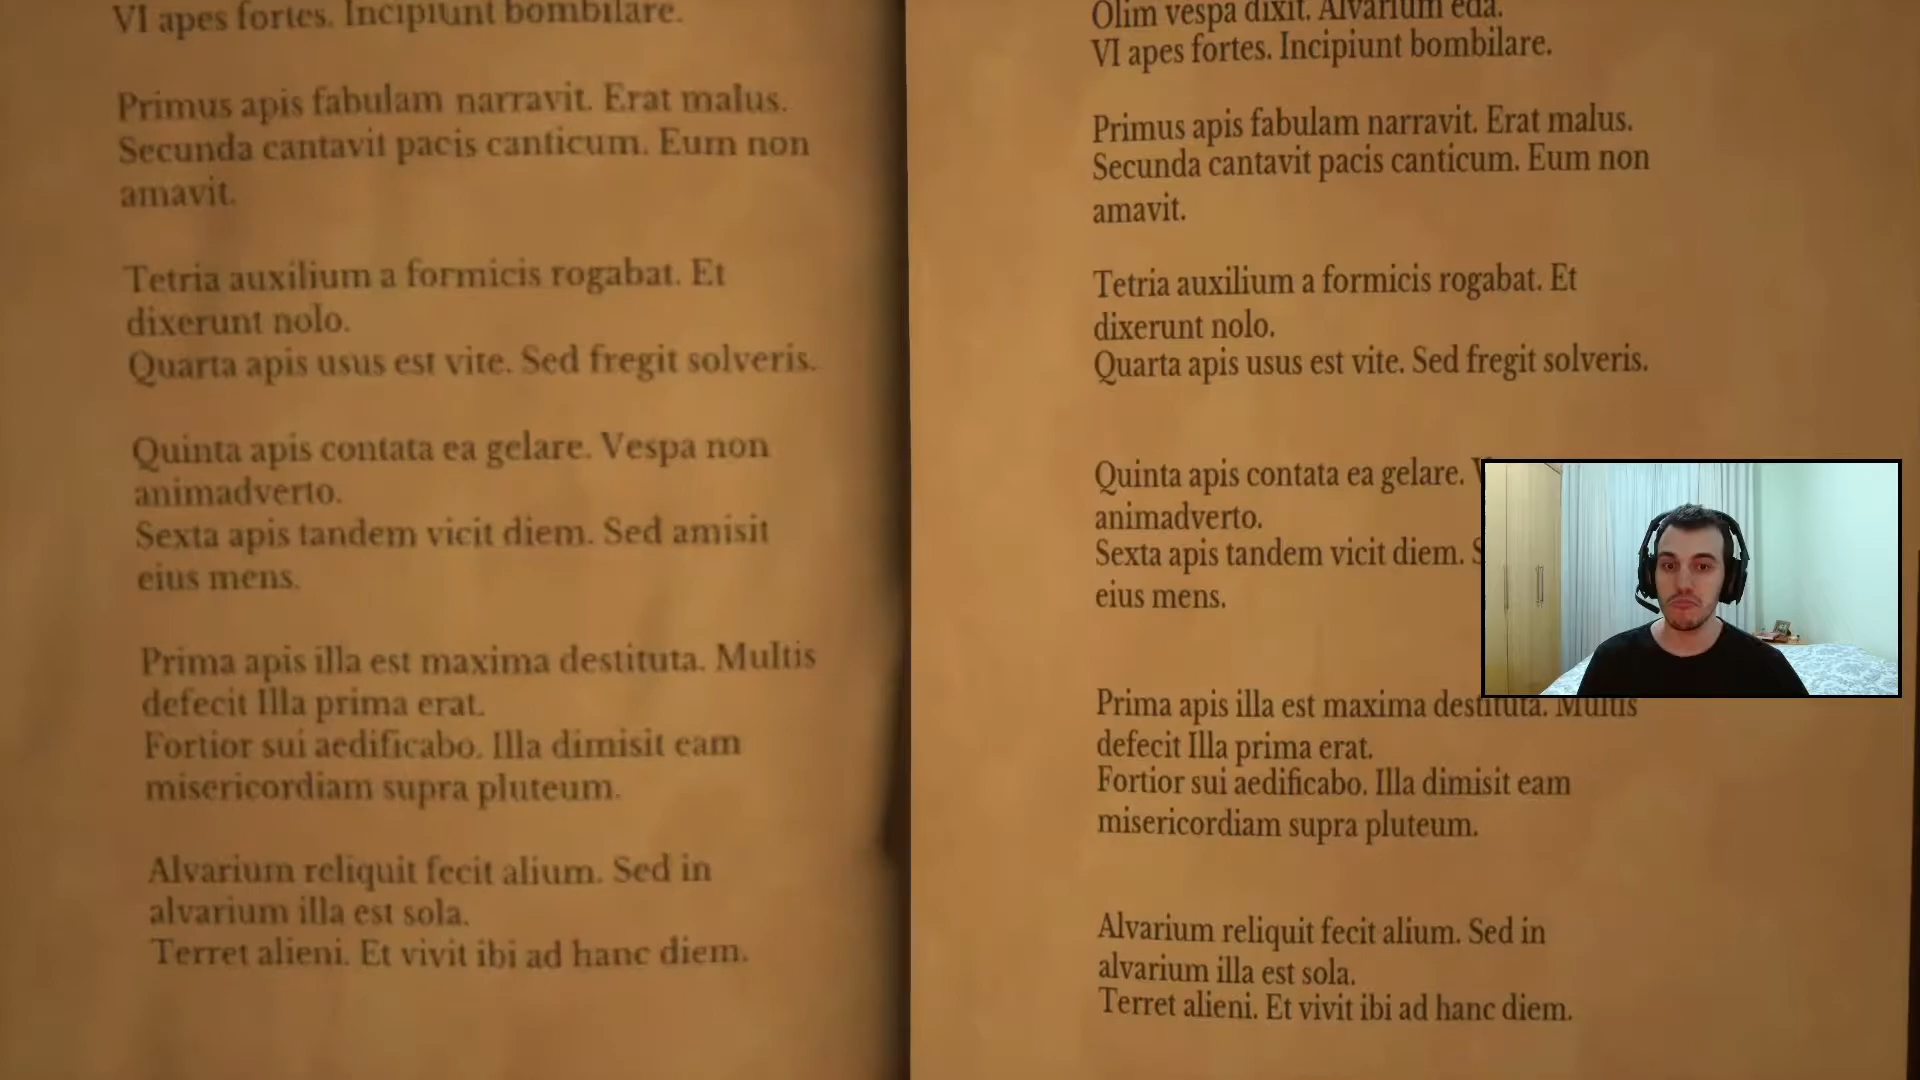 VI apes fortes. Incipiunt bombilare.
Primus apis fabulam narravit. Erat malus.
Secunda cantavit pacis canticum. Eum non
amavit.
Tetria auxilium a formicis rogabat. Et
dixerunt nolo.
Quarta apis usus est vite. Sed fregit solveris.
Quinta apis contata ea gelare. Vespa non
animadverto.
Sexta apis tandem vicit diem. Sed amisit
eius mens.
Prima apis illa est maxima destituta. Multis
defecit Illa prima erat.
Fortior sui aedificabo. Illa dimisit eam
misericordiam supra pluteum.
Alvarium reliquit fecit alium. Sed in
alvarium illa est sola.
Terret alieni. Et vivit ibi ad hanc diem.
Olim vespa dixit. Alvarium eda.
VI apes fortes. Incipiunt bombilare.
Primus apis fabulam narravit. Erat malus.
Secunda cantavit pacis canticum. Eum non
amavit.
Tetria auxilium a formicis rogabat. Et
dixerunt nolo.
Quarta apis usus est vite. Sed fregit solveris.
Quinta apis contata ea gelare.
animadverto.
Sexta apis tandem vicit diem.
eius mens.
Prima apis illa est maxima destituta. Multis
defecit Illa prima erat.
Fortior sui aedificabo. Illa dimisit eam
misericordiam supra pluteum.
Alvarium reliquit fecit alium. Sed in
alvarium illa est sola.
Terret alieni. Et vivit ibi ad hanc diem.